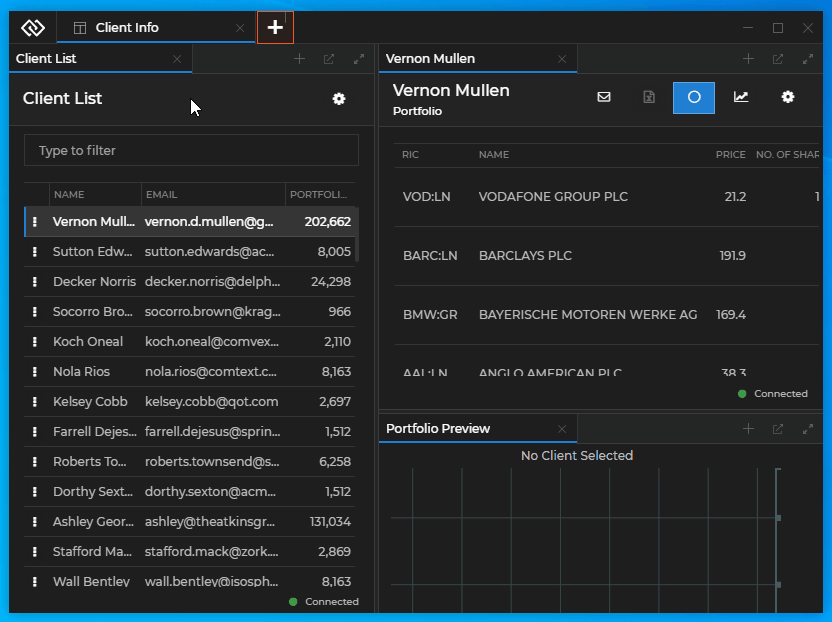 Client Info
Client List
Client List
Type to filter
NAME EMAIL PORTFOLI...
Vernon Mull... vernon.d.mullen@g... 202,662
Sutton Edw... sutton.edwards@ac... 8,005
Decker Norris decker.norris@delph... 24,298
Socorro Bro... socorro.brown@krag... 966
Koch Oneal koch.oneal@comvex... 2,110
Nola Rios nola.rios@comtext.c... 8,163
Kelsey Cobb kelsey.cobb@qot.com 2,697
Farrell Dejes... farrell.dejesus@sprin... 1,512
Roberts To... roberts.townsend@s... 6,258
Dorthy Sext... dorthy.sexton@acm... 1,512
Ashley Geor... ashley@theatkinsgr... 131,034
Stafford Ma... stafford.mack@zork.... 2,869
Wall Bentley wall.bentley@isosph... 8,163
Connected
Vernon Mullen
Vernon Mullen
Portfolio
RIC NAME PRICE NO. OF SHAR
VOD:LN VODAFONE GROUP PLC 21.2 1
BARC:LN BARCLAYS PLC 191.9
BMW:GR BAYERISCHE MOTOREN WERKE AG 169.4
AAL:LN ANGLO AMERICAN PLC 38.3
Connected
Portfolio Preview
No Client Selected